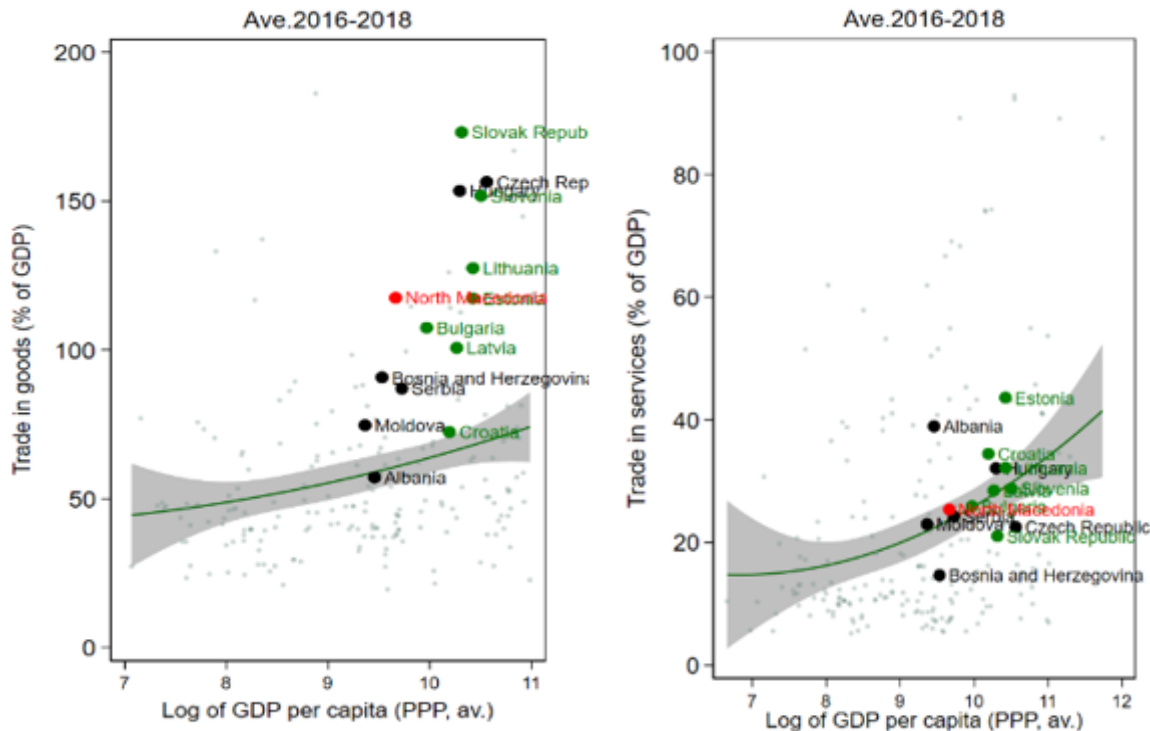 Ave.2016-2018
200
150
100
50
0
Trade in goods (% of GDP)
Slovak Repub
Czech Rep
Hungary
Slovenia
Lithuania
North Macedonia
Estonia
Bulgaria
Latvia
Bosnia and Herzegovina
Serbia
Moldova
Croatia
Albania
7 8 9 10 11
Log of GDP per capita (PPP, av.)
Ave.2016-2018
100
80
60
40
20
0
Trade in services (% of GDP)
Estonia
Albania
Croatia
Hungary
Slovenia
Latvia
Bulgaria
North Macedonia
Serbia
Moldova
Czech Republic
Slovak Republic
Bosnia and Herzegovina
7 8 9 10 11 12
Log of GDP per capita (PPP, av.)